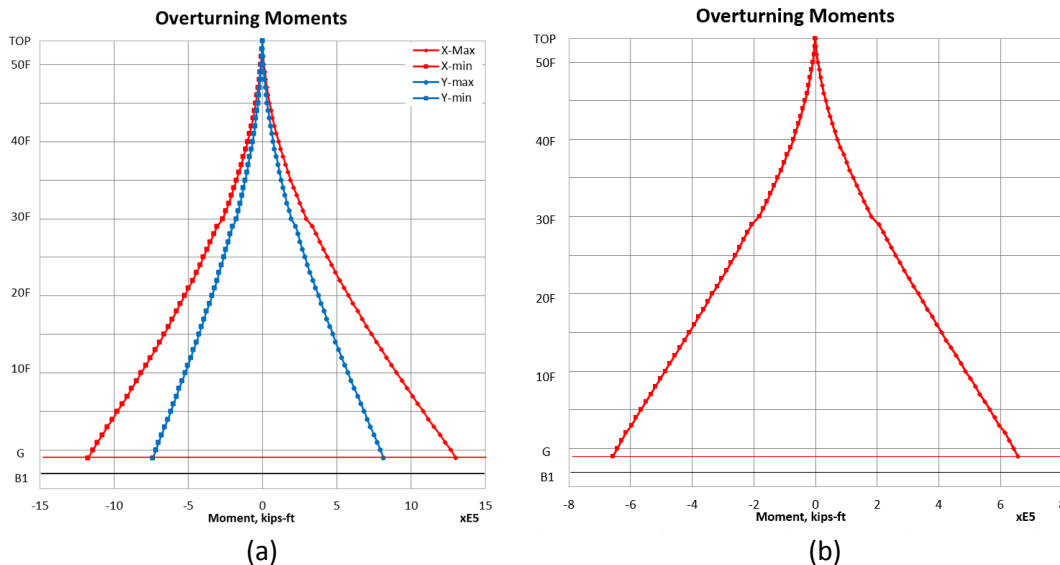 Overturning Moments
TOP
50F
40F
30F
20F
10F
G
B1
X-Max
X-min
Y-max
Y-min
-15 -10 -5 0 5 10 15
Moment, kips-ft xE5
(a)
Overturning Moments
TOP
50F
40F
30F
20F
10F
G
B1
-8 -6 -4 -2 0 2 4 6 8
Moment, kips-ft xE5
(b)